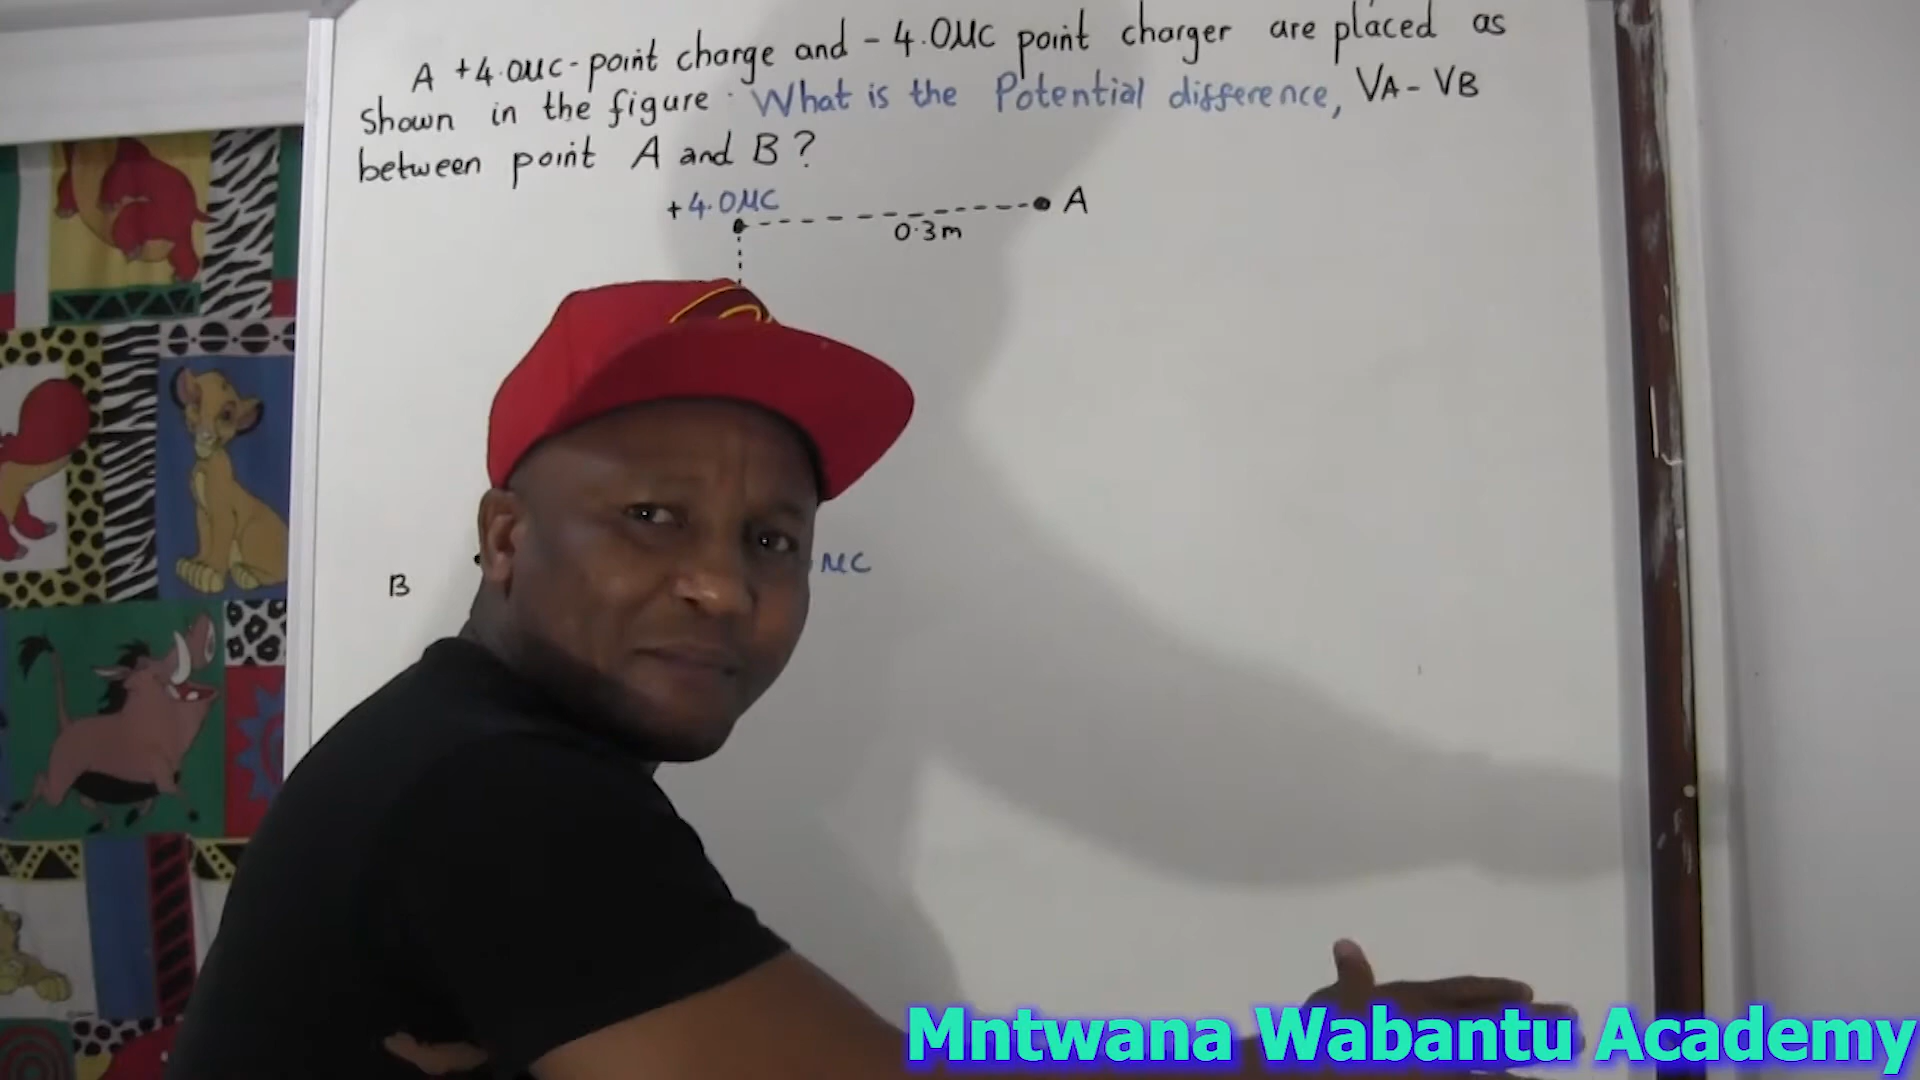 A +4.0µC-point charge and -4.0µC point charger are placed as
shown in the figure. What is the Potential difference, VA - VB
between point A and B?
+4.0µC
A
0.3m
µC
B
Mntwana Wabantu Academy